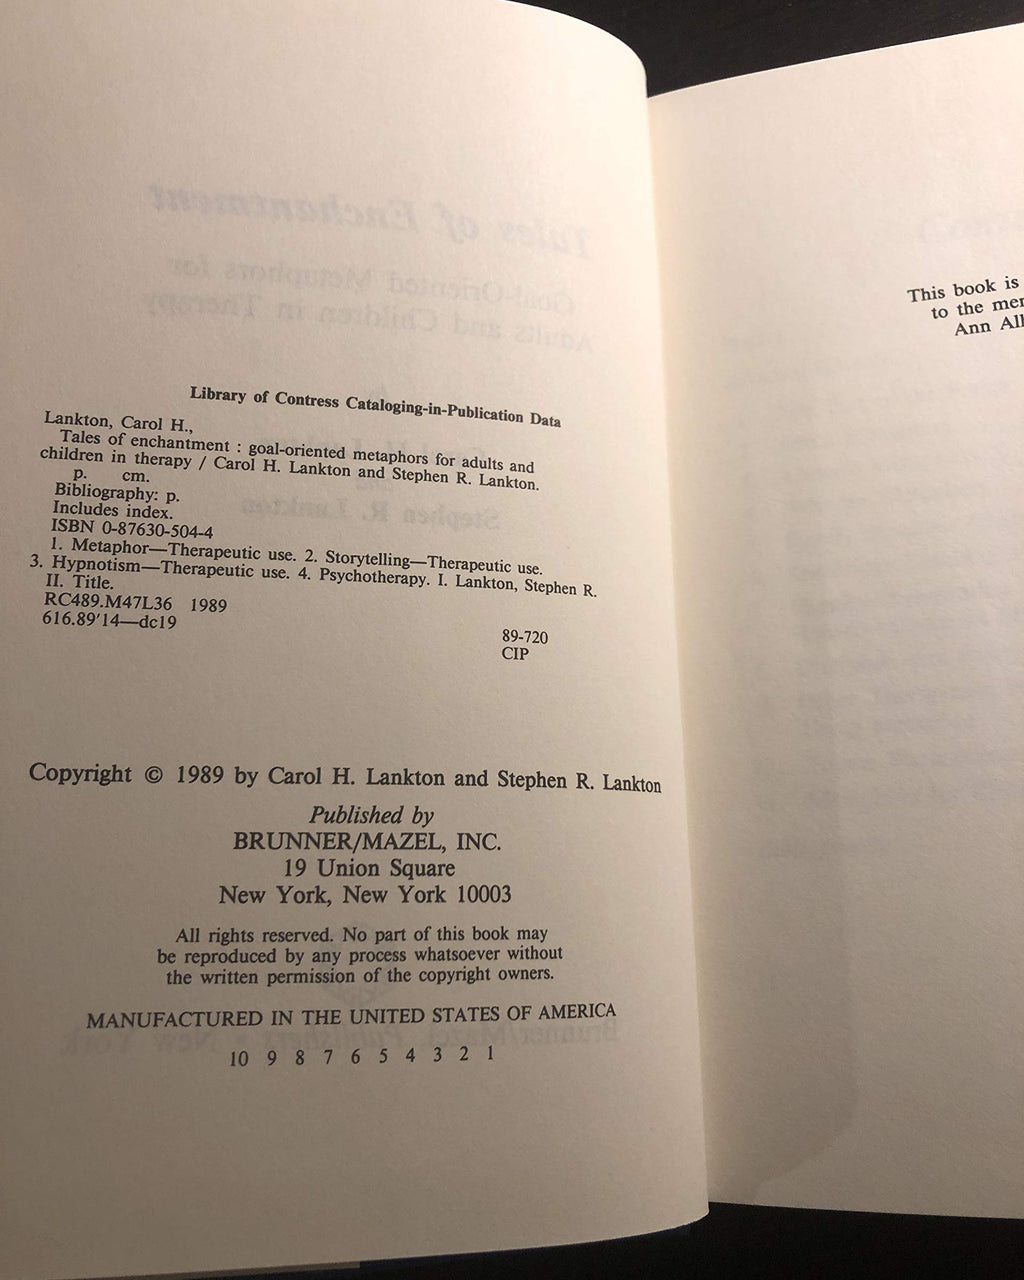 Library of Contress Cataloging-in-Publication Data
Lankton, Carol H.,
Tales of enchantment : goal-oriented metaphors for adults and
children in therapy / Carol H. Lankton and Stephen R. Lankton.
p. cm.
Bibliography: p.
Includes index.
ISBN 0-87630-504-4
1. Metaphor—Therapeutic use. 2. Storytelling—Therapeutic use.
3. Hypnotism—Therapeutic use. 4. Psychotherapy. I. Lankton, Stephen R.
II. Title.
RC489.M47L36 1989
616.89'14—dc19
89-720
CIP
Copyright © 1989 by Carol H. Lankton and Stephen R. Lankton
Published by
BRUNNER/MAZEL, INC.
19 Union Square
New York, New York 10003
All rights reserved. No part of this book may
be reproduced by any process whatsoever without
the written permission of the copyright owners.
MANUFACTURED IN THE UNITED STATES OF AMERICA
10 9 8 7 6 5 4 3 2 1
This book is
to the
Ann